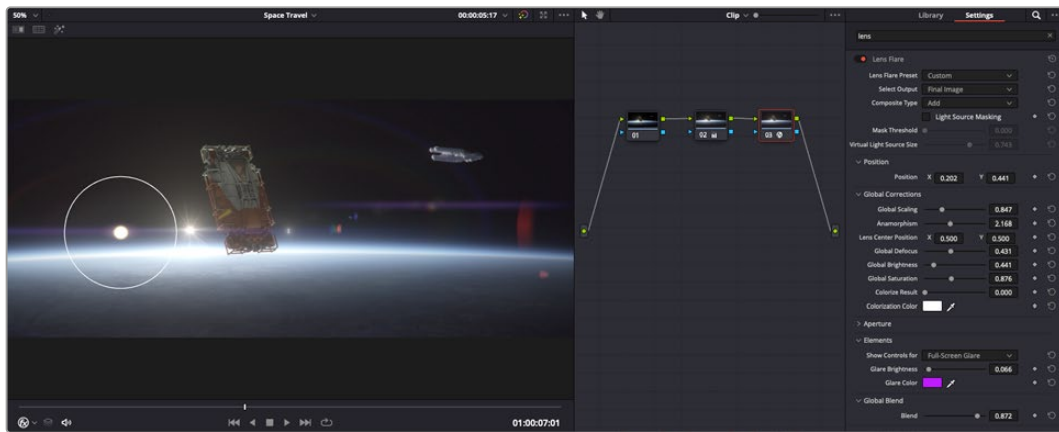 50%
Space Travel
00:00:05:17
Clip
Library
Settings
lens
Lens Flare
Lens Flare Preset
Custom
Select Output
Final Image
Composite Type
Add
Light Source Masking
Mask Threshold
0.000
Virtual Light Source Size
0.743
Position
Position X 0.202 Y 0.441
Global Corrections
Global Scaling 0.847
Anamorphism 2.168
Lens Center Position X 0.500 Y 0.500
Global Defocus 0.431
Global Brightness 0.441
Global Saturation 0.876
Colorize Result 0.000
Colorization Color
Aperture
Elements
Show Controls for Full-Screen Glare
Glare Brightness 0.066
Glare Color
Global Blend
Blend 0.872
01
02
03
01:00:07:01